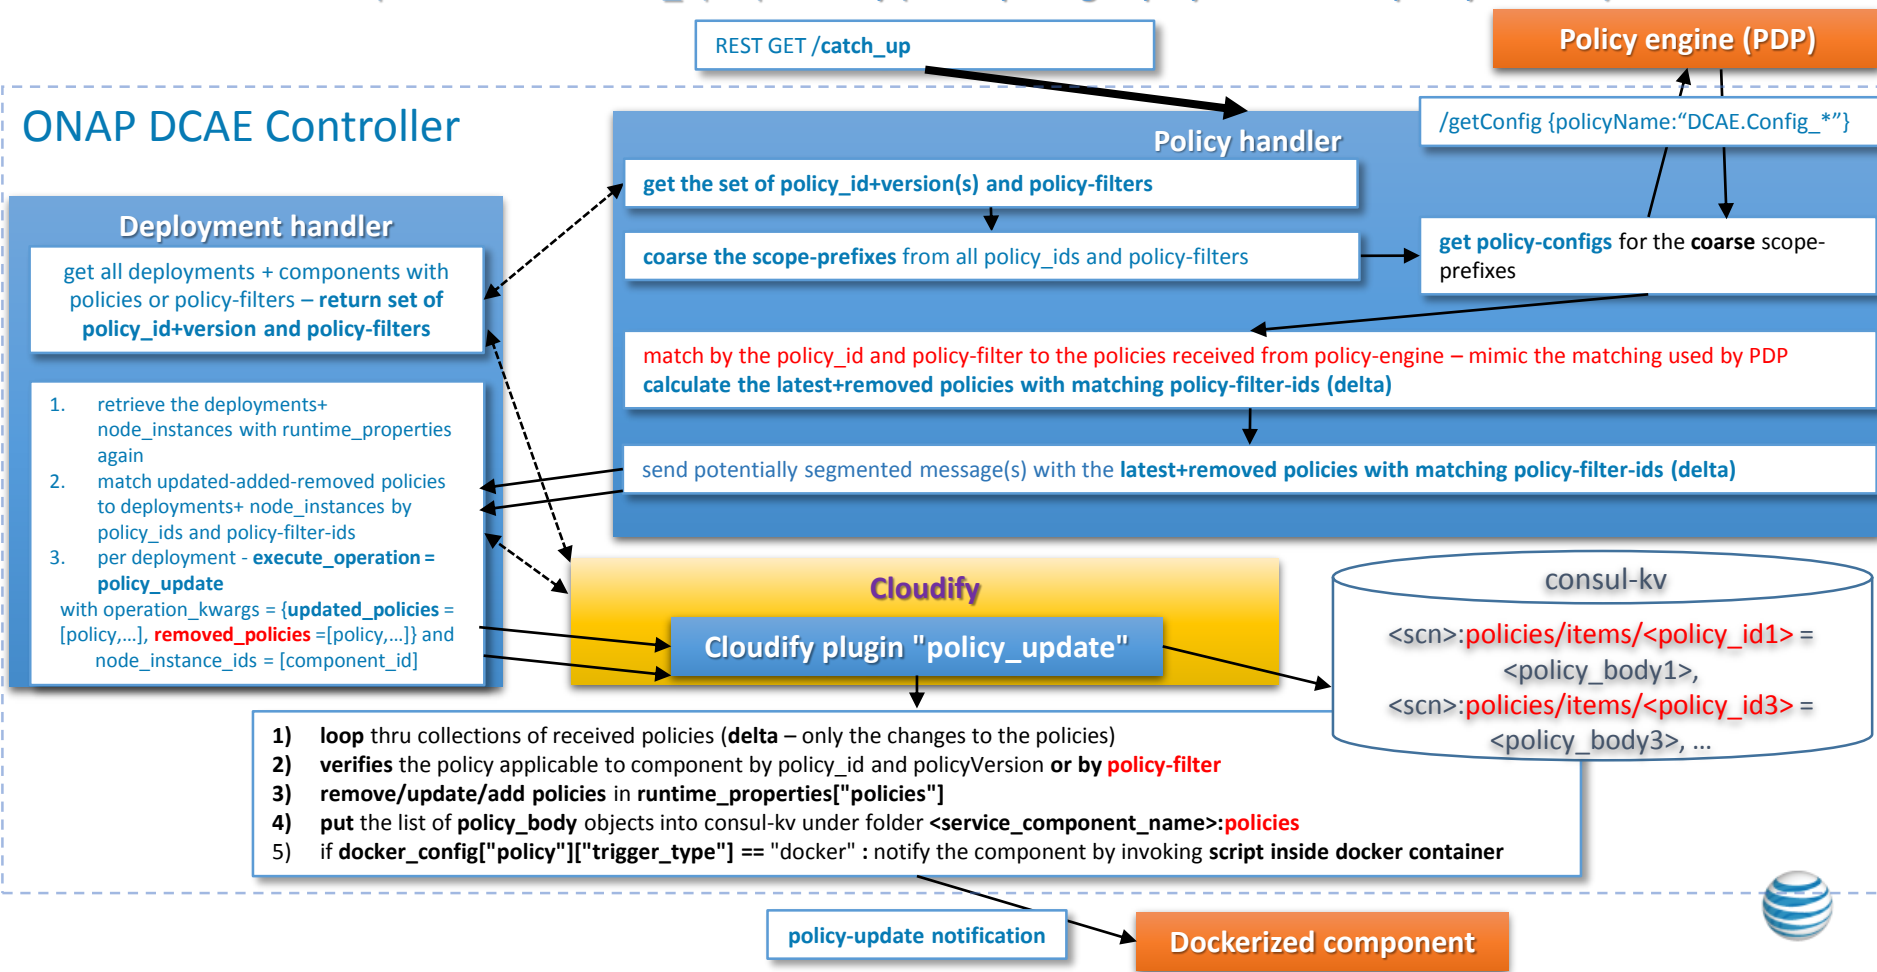 REST GET /catch_up
Policy engine (PDP)
ONAP DCAE Controller
/getConfig {policyName:“DCAE.Config_*”}
Policy handler
get the set of policy_id+version(s) and policy-filters
coarse the scope-prefixes from all policy_ids and policy-filters
get policy-configs for the coarse scope-
prefixes
match by the policy_id and policy-filter to the policies received from policy-engine – mimic the matching used by PDP
calculate the latest+removed policies with matching policy-filter-ids (delta)
send potentially segmented message(s) with the latest+removed policies with matching policy-filter-ids (delta)
Deployment handler
get all deployments + components with
policies or policy-filters – return set of
policy_id+version and policy-filters
1. retrieve the deployments+
node_instances with runtime_properties
again
2. match updated-added-removed policies
to deployments+ node_instances by
policy_ids and policy-filter-ids
3. per deployment - execute_operation =
policy_update
with operation_kwargs = {updated_policies =
[policy,…], removed_policies =[policy,…]} and
node_instance_ids = [component_id]
Cloudify
Cloudify plugin "policy_update"
consul-kv
<scn>:policies/items/<policy_id1> =
<policy_body1>,
<scn>:policies/items/<policy_id3> =
<policy_body3>, …
1) loop thru collections of received policies (delta – only the changes to the policies)
2) verifies the policy applicable to component by policy_id and policyVersion or by policy-filter
3) remove/update/add policies in runtime_properties["policies"]
4) put the list of policy_body objects into consul-kv under folder <service_component_name>:policies
5) if docker_config["policy"]["trigger_type"] == "docker" : notify the component by invoking script inside docker container
policy-update notification
Dockerized component